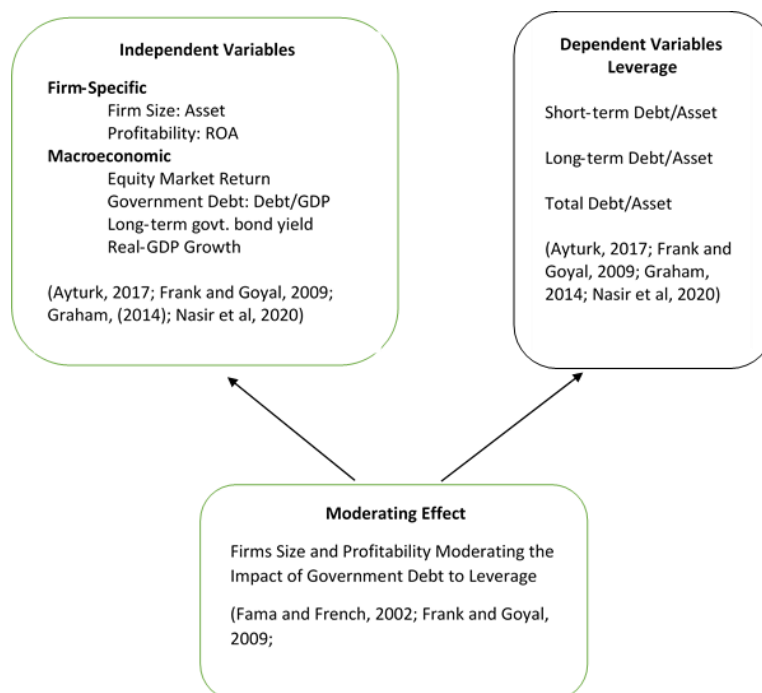 Independent Variables
Firm-Specific
Firm Size: Asset
Profitability: ROA
Macroeconomic
Equity Market Return
Government Debt: Debt/GDP
Long-term govt. bond yield
Real-GDP Growth
(Ayturk, 2017; Frank and Goyal, 2009;
Graham, (2014); Nasir et al, 2020)
Dependent Variables
Leverage
Short-term Debt/Asset
Long-term Debt/Asset
Total Debt/Asset
(Ayturk, 2017; Frank and
Goyal, 2009; Graham,
2014; Nasir et al, 2020)
Moderating Effect
Firms Size and Profitability Moderating the
Impact of Government Debt to Leverage
(Fama and French, 2002; Frank and Goyal,
2009;